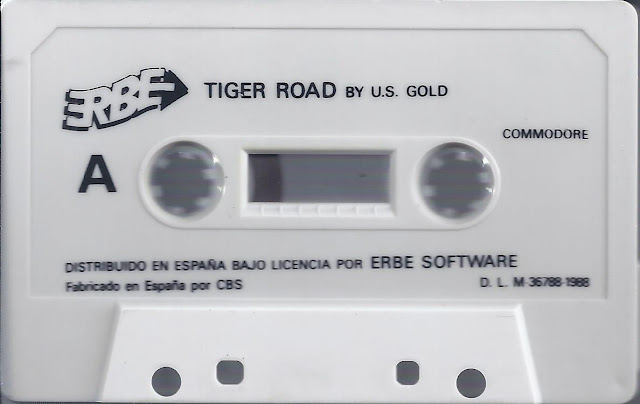 ERBE
TIGER ROAD BY U.S. GOLD
COMMODORE
A
DISTRIBUIDO EN ESPAÑA BAJO LICENCIA POR ERBE SOFTWARE
Fabricado en España por CBS
D. L. M-36788-1988